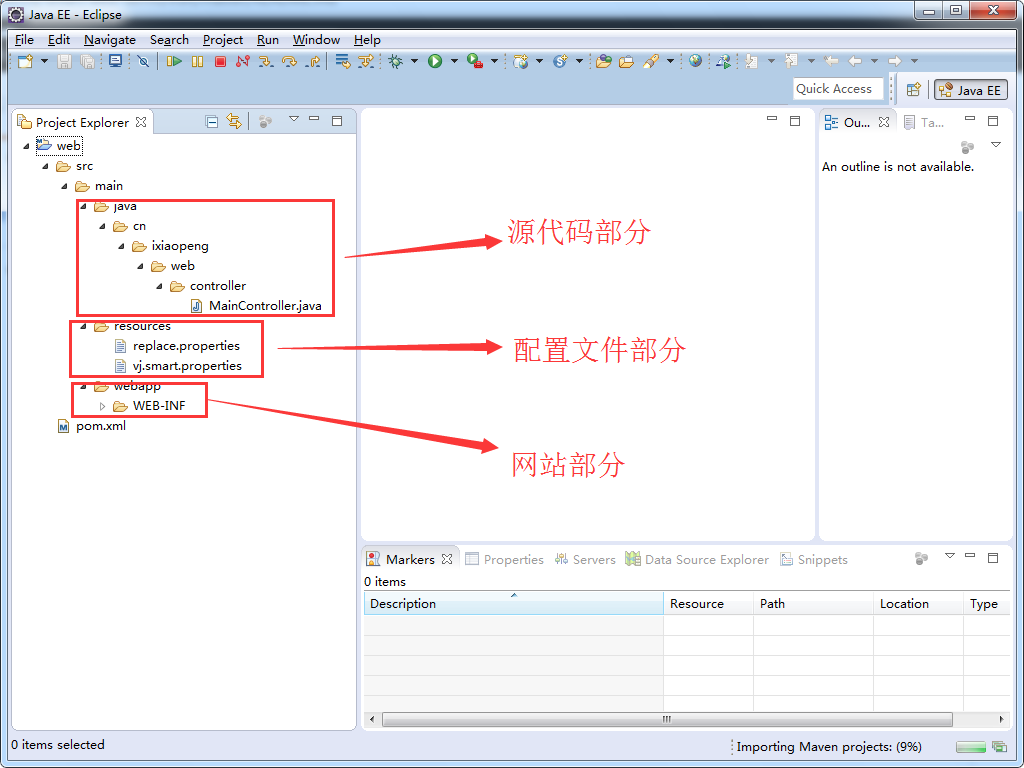 Java EE - Eclipse
File Edit Navigate Search Project Run Window Help
Quick Access
Java EE
Project Explorer
web
src
main
java
cn
ixiaopeng
web
controller
MainController.java
resources
replace.properties
vj.smart.properties
webapp
WEB-INF
pom.xml
源代码部分
配置文件部分
网站部分
Ou...
Ta...
An outline is not available.
Markers Properties Servers Data Source Explorer Snippets
0 items
Description Resource Path Location Type
0 items selected
Importing Maven projects: (9%)